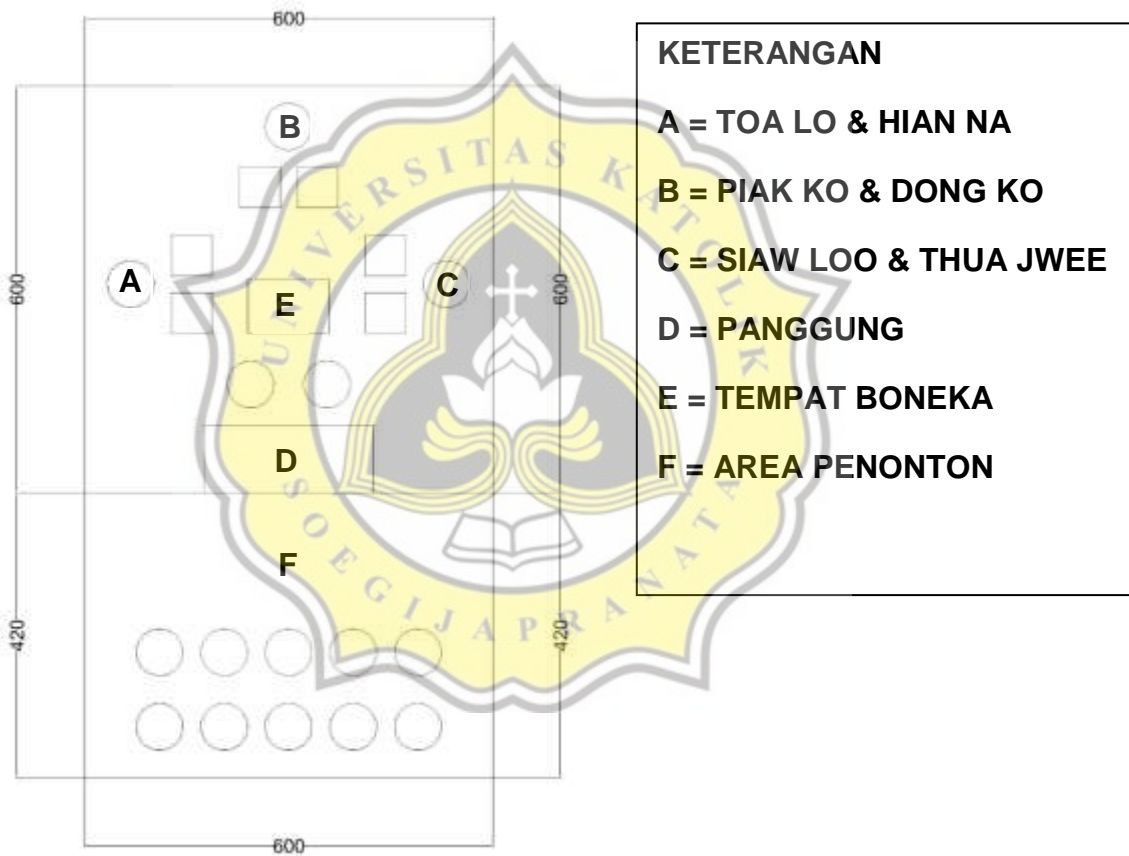 600
B
A
E
C
600
600
D
F
420
420
600
KETERANGAN
A = TOA LO & HIAN NA
B = PIAK KO & DONG KO
C = SIAW LOO & THUA JWEE
D = PANGGUNG
E = TEMPAT BONEKA
F = AREA PENONTON
UNIVERSITAS KATOLIK
SOEGIJAPRANATA